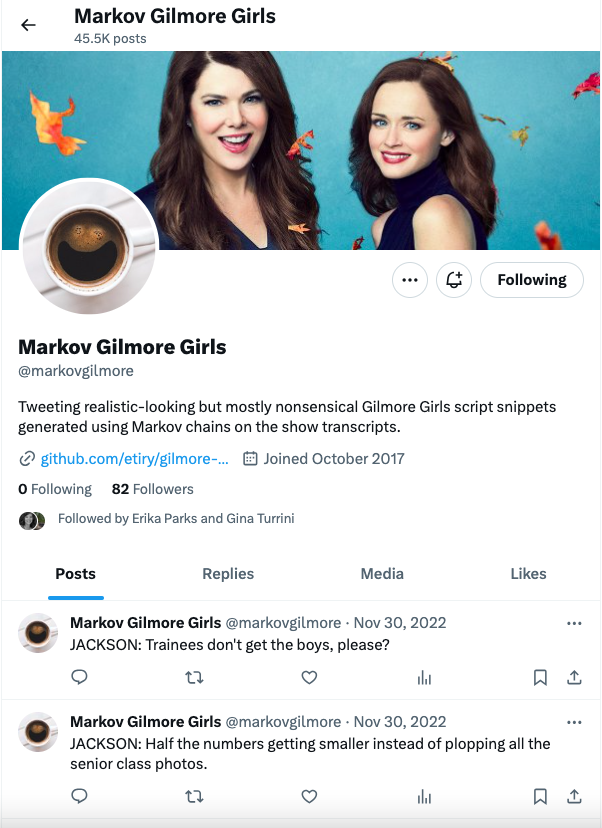 Markov Gilmore Girls
45.5K posts
Following
Markov Gilmore Girls
@markovgilmore
Tweeting realistic-looking but mostly nonsensical Gilmore Girls script snippets
generated using Markov chains on the show transcripts.
github.com/etiry/gilmore-... Joined October 2017
0 Following 82 Followers
Followed by Erika Parks and Gina Turrini
Posts Replies Media Likes
Markov Gilmore Girls @markovgilmore · Nov 30, 2022
JACKSON: Trainees don't get the boys, please?
Markov Gilmore Girls @markovgilmore · Nov 30, 2022
JACKSON: Half the numbers getting smaller instead of plopping all the
senior class photos.